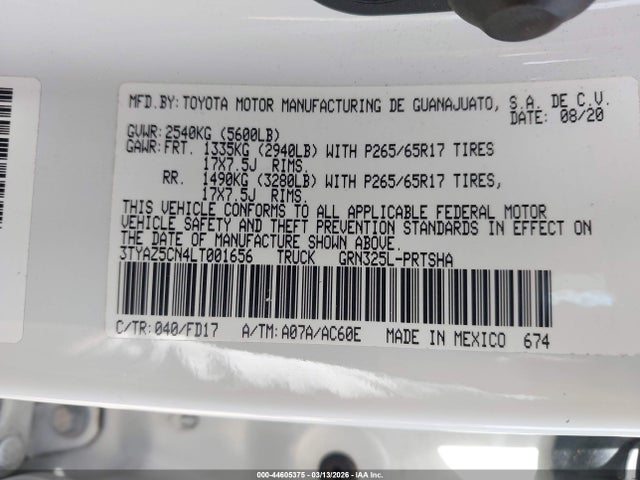 MFD.BY:TOYOTA MOTOR MANUFACTURING DE GUANAJUATO, S.A. DE C.V.
DATE: 08/20
GVWR:2540KG (5600LB)
GAWR:FRT. 1335KG (2940LB) WITH P265/65R17 TIRES
17X7.5J RIMS.
RR. 1490KG (3280LB) WITH P265/65R17 TIRES,
17X7.5J RIMS.
THIS VEHICLE CONFORMS TO ALL APPLICABLE FEDERAL MOTOR
VEHICLE SAFETY AND THEFT PREVENTION STANDARDS IN EFFECT ON
THE DATE OF MANUFACTURE SHOWN ABOVE.
3TYAZ5CN4LT001656 TRUCK GRN325L-PRTSHA
C/TR:040/FD17 A/TM:A07A/AC60E MADE IN MEXICO 674
000-44605375 - 03/13/2026 - IAA Inc.